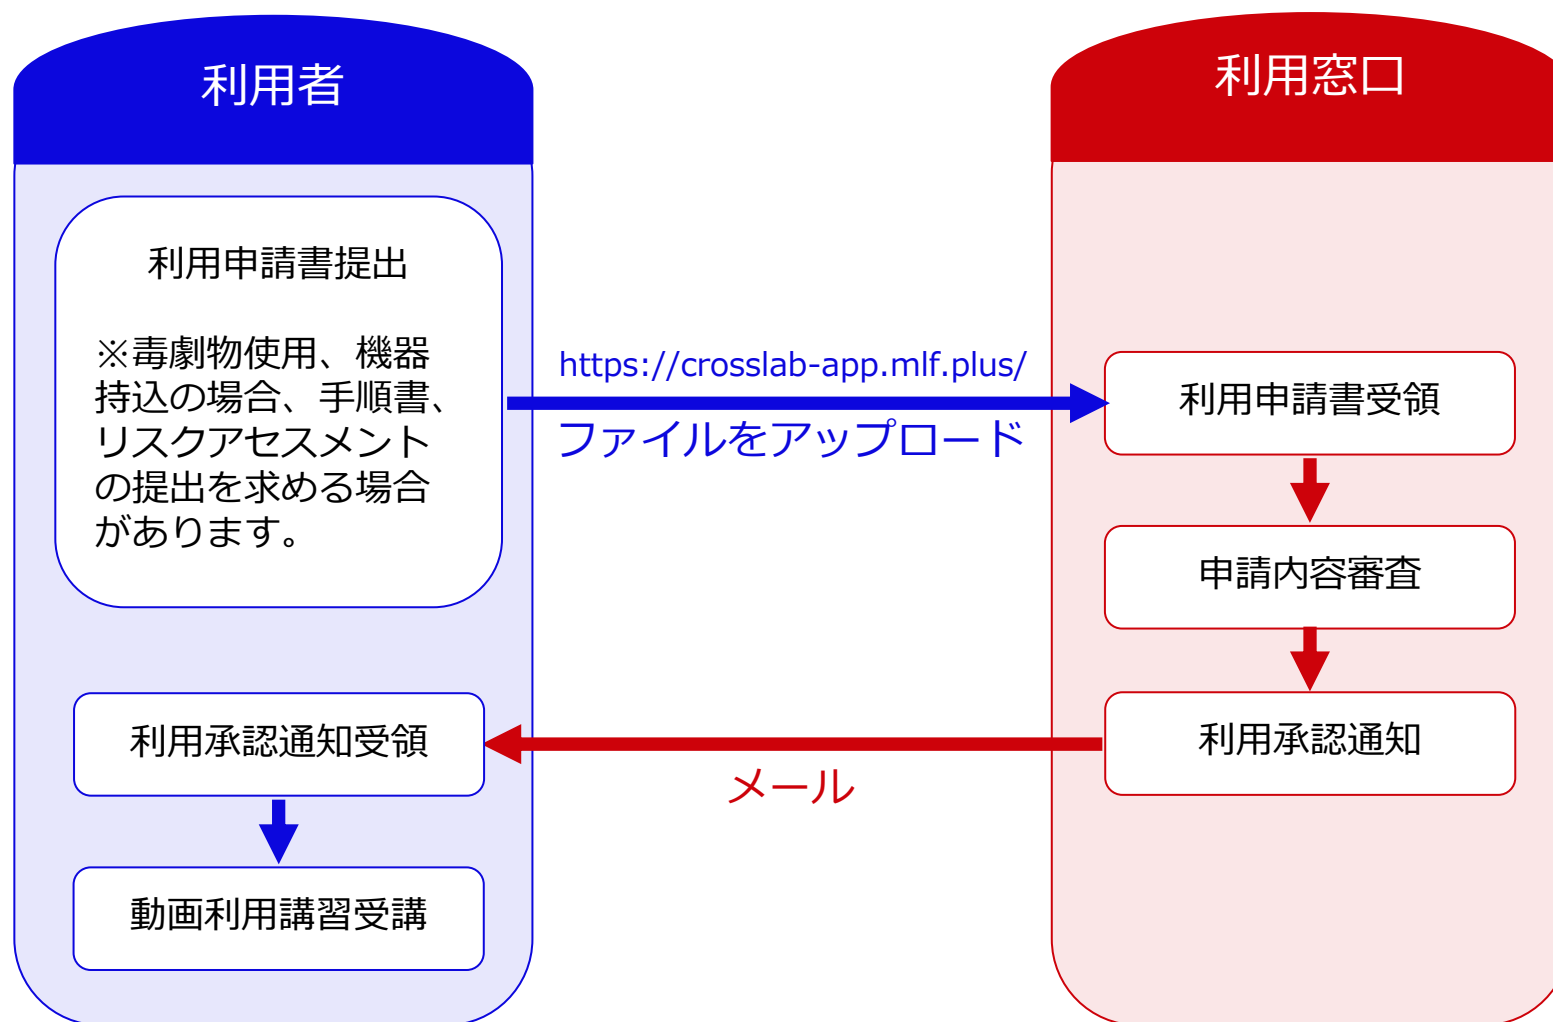 利用者
利用申請書提出
※毒劇物使用、機器
持込の場合、手順書、
リスクアセスメント
の提出を求める場合
があります。
https://crosslab-app.mlf.plus/
ファイルをアップロード
利用窓口
利用申請書受領
申請内容審査
利用承認通知
メール
利用承認通知受領
動画利用講習受講